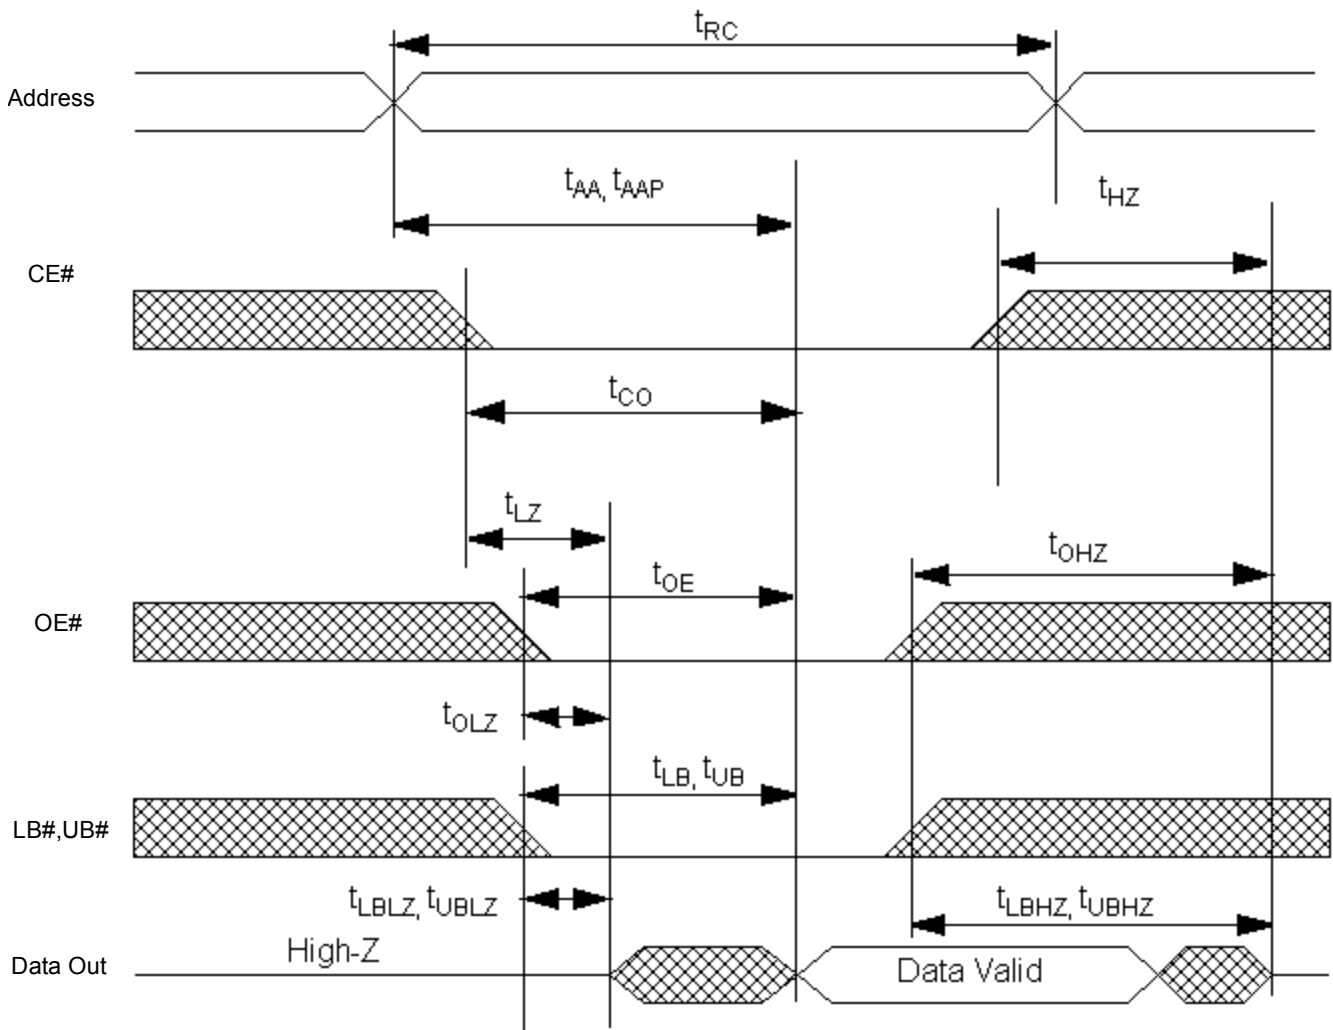 tRC
Address
tAA, tAAP
tHZ
CE#
tCO
tLZ
tOHZ
tOE
OE#
tOLZ
tLB, tUB
LB#,UB#
tLBLZ, tUBLZ
tLBHZ, tUBHZ
High-Z
Data Out
Data Valid